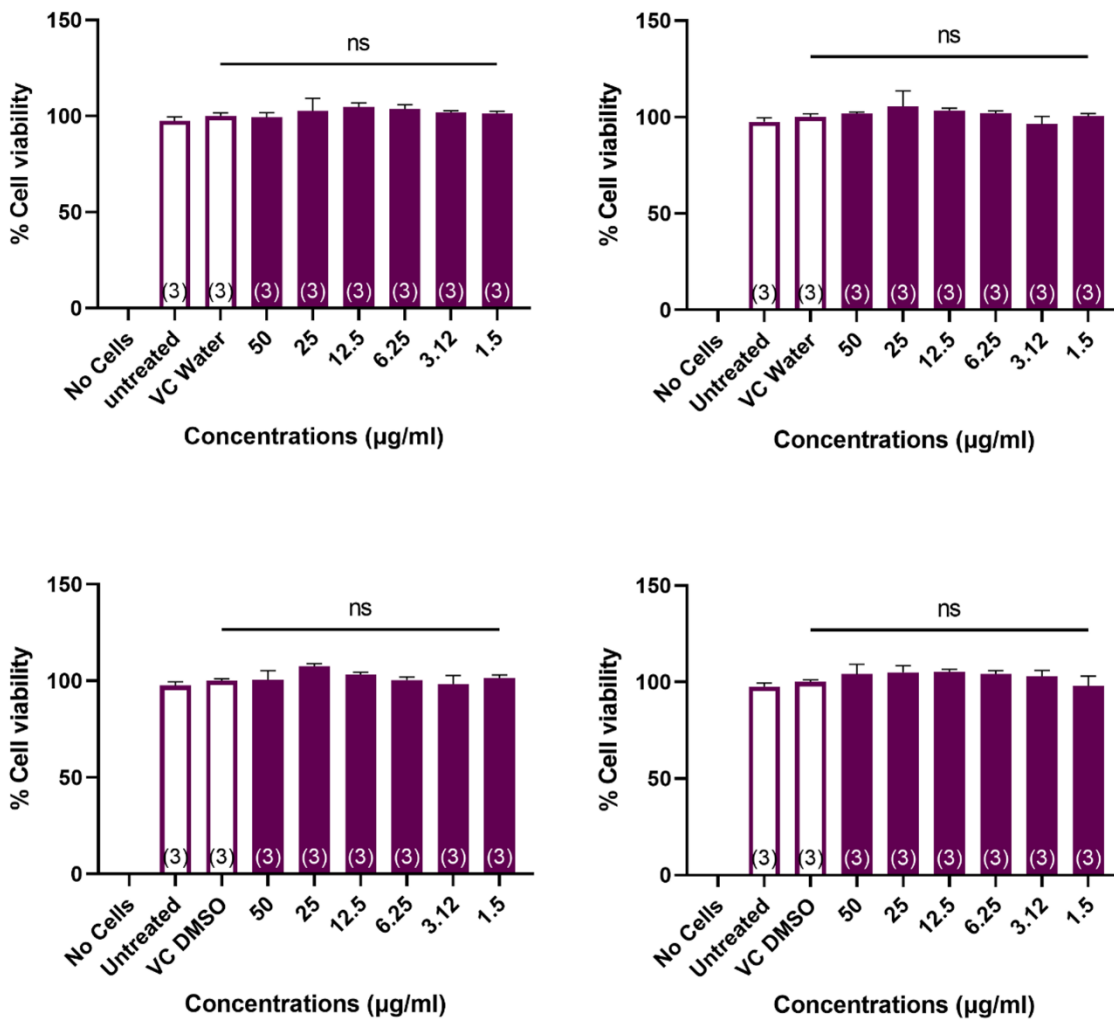 150
100
50
0
% Cell viability
ns
(3) (3) (3) (3) (3) (3) (3) (3)
No Cells
untreated
VC Water
50
25
12.5
6.25
3.12
1.5
Concentrations (µg/ml)
150
100
50
0
% Cell viability
ns
(3) (3) (3) (3) (3) (3) (3) (3)
No Cells
Untreated
VC Water
50
25
12.5
6.25
3.12
1.5
Concentrations (µg/ml)
150
100
50
0
% Cell viability
ns
(3) (3) (3) (3) (3) (3) (3) (3)
No Cells
Untreated
VC DMSO
50
25
12.5
6.25
3.12
1.5
Concentrations (µg/ml)
150
100
50
0
% Cell viability
ns
(3) (3) (3) (3) (3) (3) (3) (3)
No Cells
Untreated
VC DMSO
50
25
12.5
6.25
3.12
1.5
Concentrations (µg/ml)